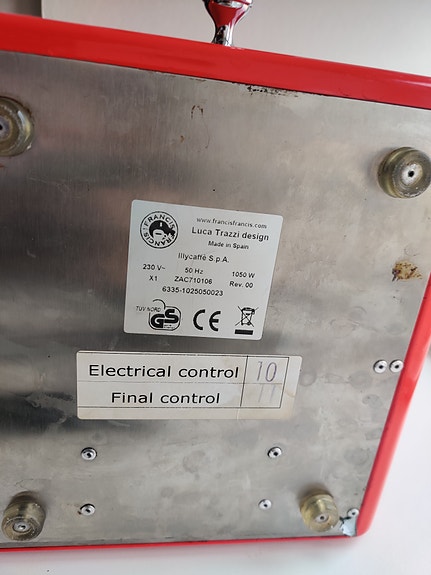 www.francisfrancis.com
FRANCIS FRANCIS
Luca Trazzi design
Made in Spain
Illycaffè S.p.A.
230 V~ 50 Hz 1050 W
X1 ZAC710106 Rev. 00
6335-1025050023
TÜV NORD
GS
CE
Electrical control 10
Final control 11